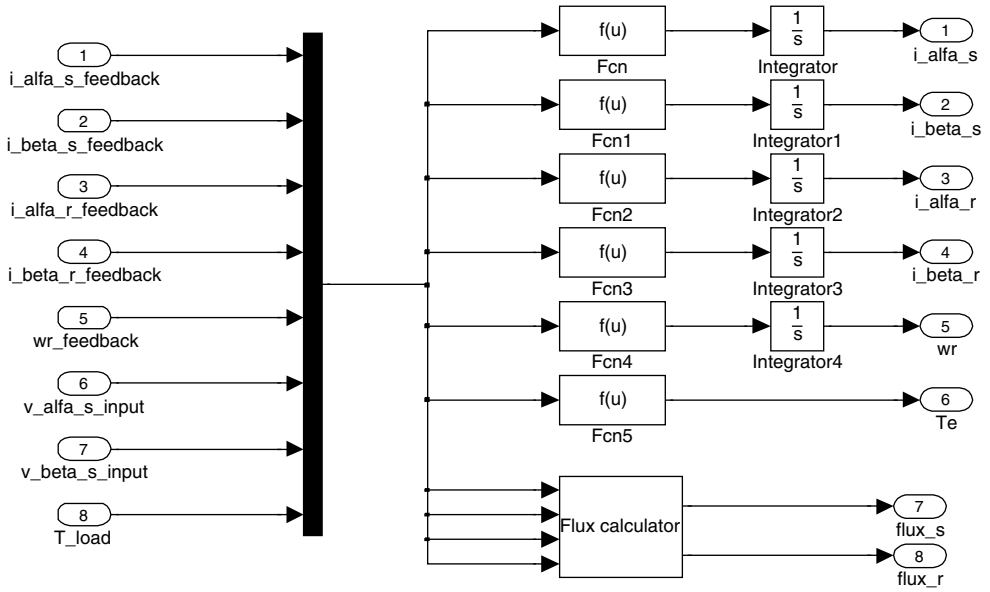 1
i_alfa_s_feedback
2
i_beta_s_feedback
3
i_alfa_r_feedback
4
i_beta_r_feedback
5
wr_feedback
6
v_alfa_s_input
7
v_beta_s_input
8
T_load
f(u)
Fcn
1
s
Integrator
1
i_alfa_s
f(u)
Fcn1
1
s
Integrator1
2
i_beta_s
f(u)
Fcn2
1
s
Integrator2
3
i_alfa_r
f(u)
Fcn3
1
s
Integrator3
4
i_beta_r
f(u)
Fcn4
1
s
Integrator4
5
wr
f(u)
Fcn5
6
Te
Flux calculator
7
flux_s
8
flux_r